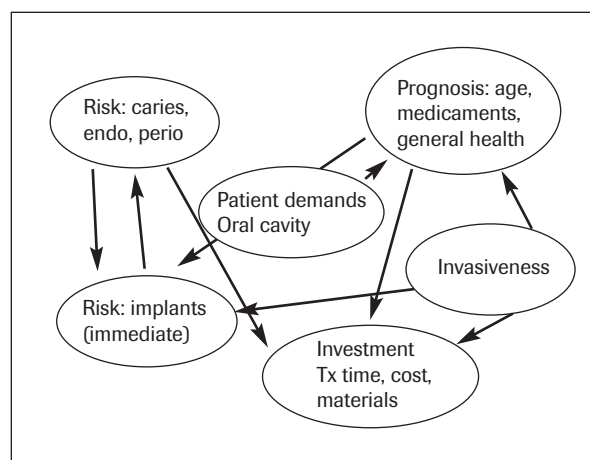 Risk: caries,
endo, perio
Prognosis: age,
medicaments,
general health
Patient demands
Oral cavity
Invasiveness
Risk: implants
(immediate)
Investment
Tx time, cost,
materials